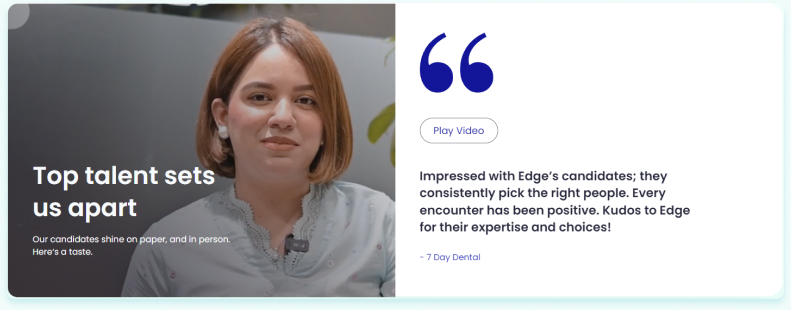 Top talent sets
us apart
Our candidates shine on paper, and in person.
Here's a taste.
“
Play Video
Impressed with Edge’s candidates; they
consistently pick the right people. Every
encounter has been positive. Kudos to Edge
for their expertise and choices!
- 7 Day Dental